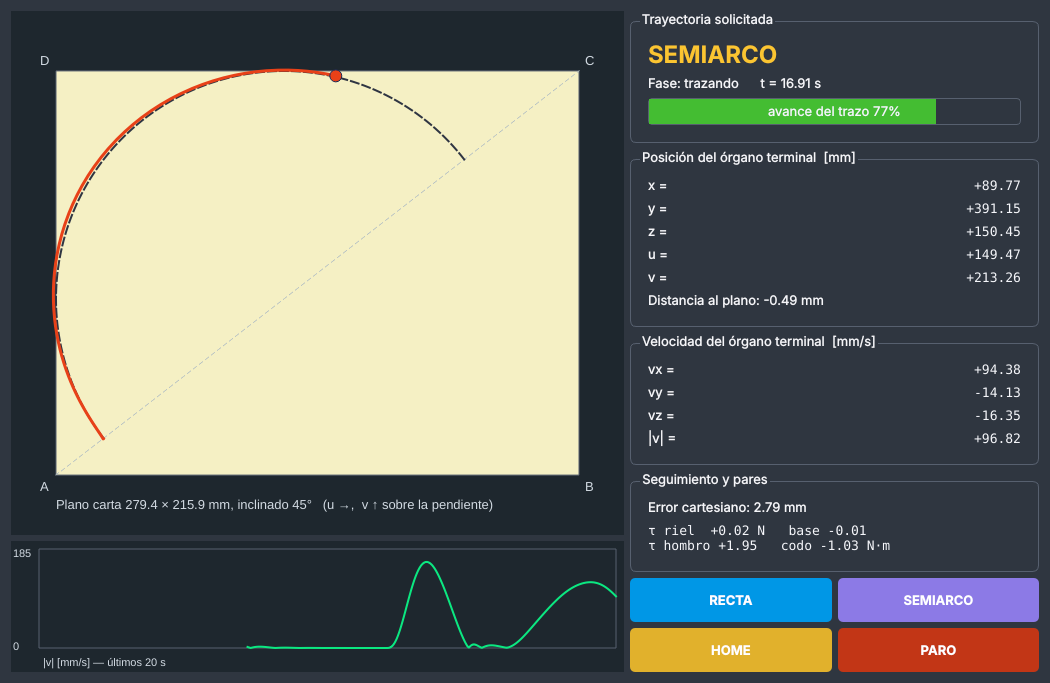 D
C
A
B
Plano carta 279.4 × 215.9 mm, inclinado 45° (u →, v ↑ sobre la pendiente)
185
0
|v| [mm/s] — últimos 20 s
Trayectoria solicitada
SEMIARCO
Fase: trazando t = 16.91 s
avance del trazo 77%
Posición del órgano terminal [mm]
x = +89.77
y = +391.15
z = +150.45
u = +149.47
v = +213.26
Distancia al plano: -0.49 mm
Velocidad del órgano terminal [mm/s]
vx = +94.38
vy = -14.13
vz = -16.35
|v| = +96.82
Seguimiento y pares
Error cartesiano: 2.79 mm
τ riel +0.02 N base -0.01
τ hombro +1.95 codo -1.03 N·m
RECTA
SEMIARCO
HOME
PARO